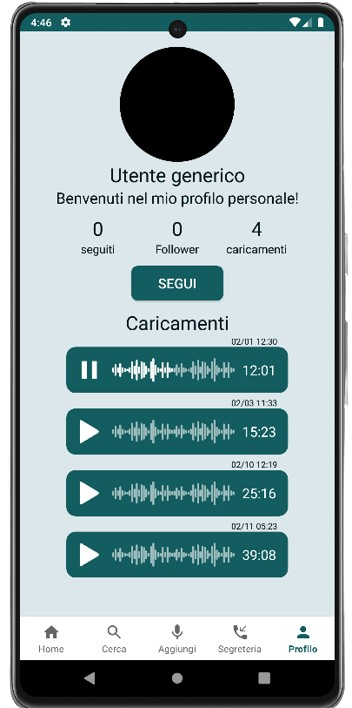 4:46
Utente generico
Benvenuti nel mio profilo personale!
0 0 4
seguiti Follower caricamenti
SEGUI
Caricamenti
02/01 12:30
12:01
02/03 11:33
15:23
02/10 12:19
25:16
02/11 05:23
39:08
Home Cerca Aggiungi Segreteria Profilo